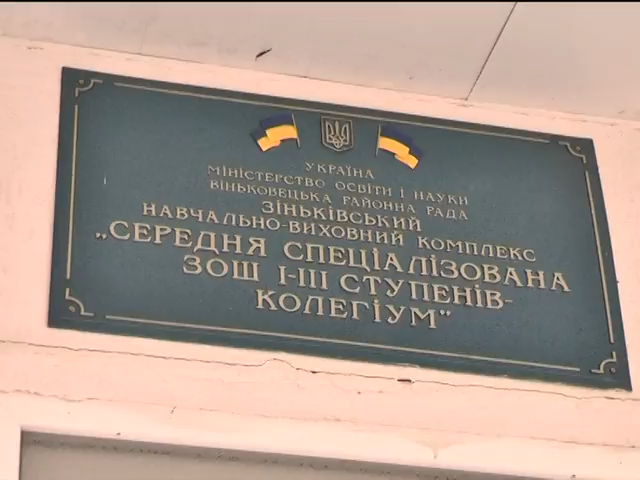 УКРАЇНА
МІНІСТЕРСТВО ОСВІТИ І НАУКИ
ВІНЬКОВЕЦЬКА РАЙОННА РАДА
ЗІНЬКІВСЬКИЙ
НАВЧАЛЬНО-ВИХОВНИЙ КОМПЛЕКС
„СЕРЕДНЯ СПЕЦІАЛІЗОВАНА
ЗОШ І-ІІІ СТУПЕНІВ-
КОЛЕГІУМ"